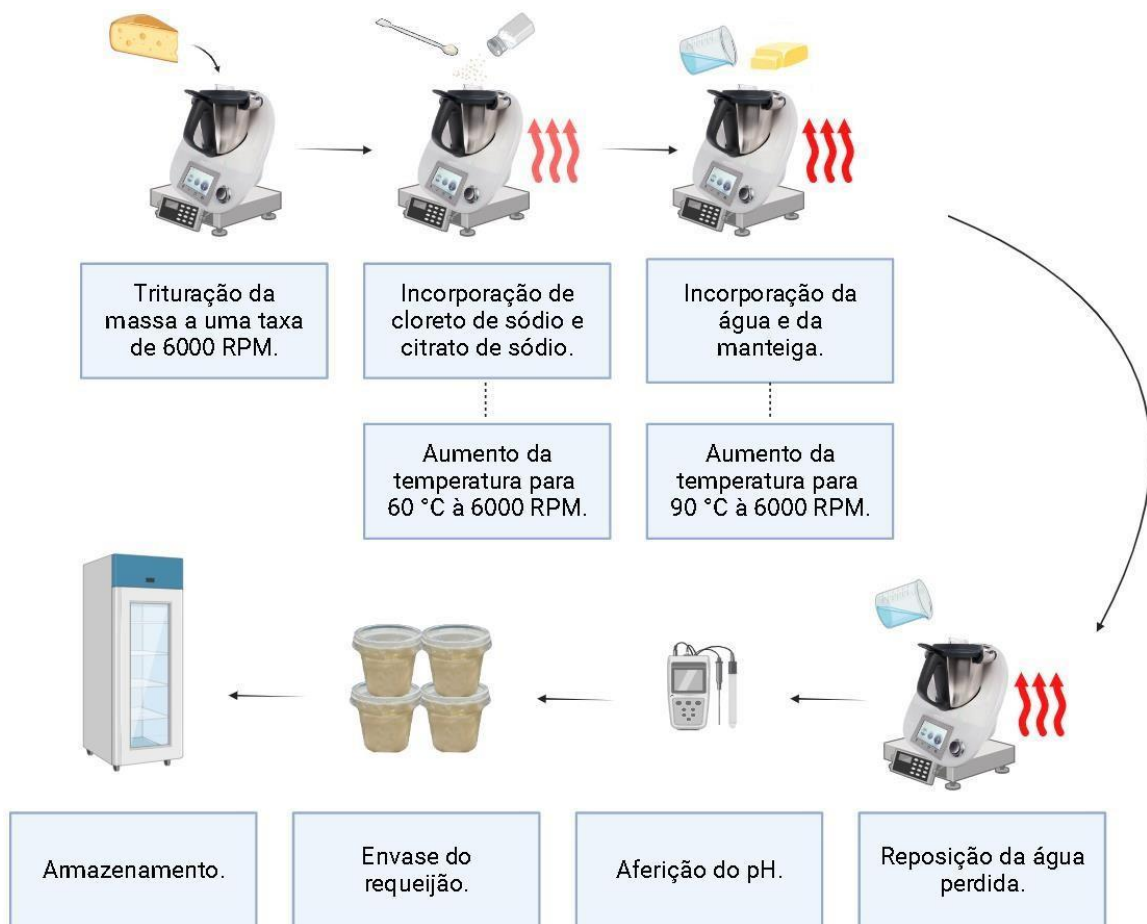 Trituração da
massa a uma taxa
de 6000 RPM.
Incorporação de
cloreto de sódio e
citrato de sódio.
Incorporação da
água e da
manteiga.
Aumento da
temperatura para
60 °C à 6000 RPM.
Aumento da
temperatura para
90 °C à 6000 RPM.
Armazenamento.
Envase do
requeijão.
Aferição do pH.
Reposição da água
perdida.